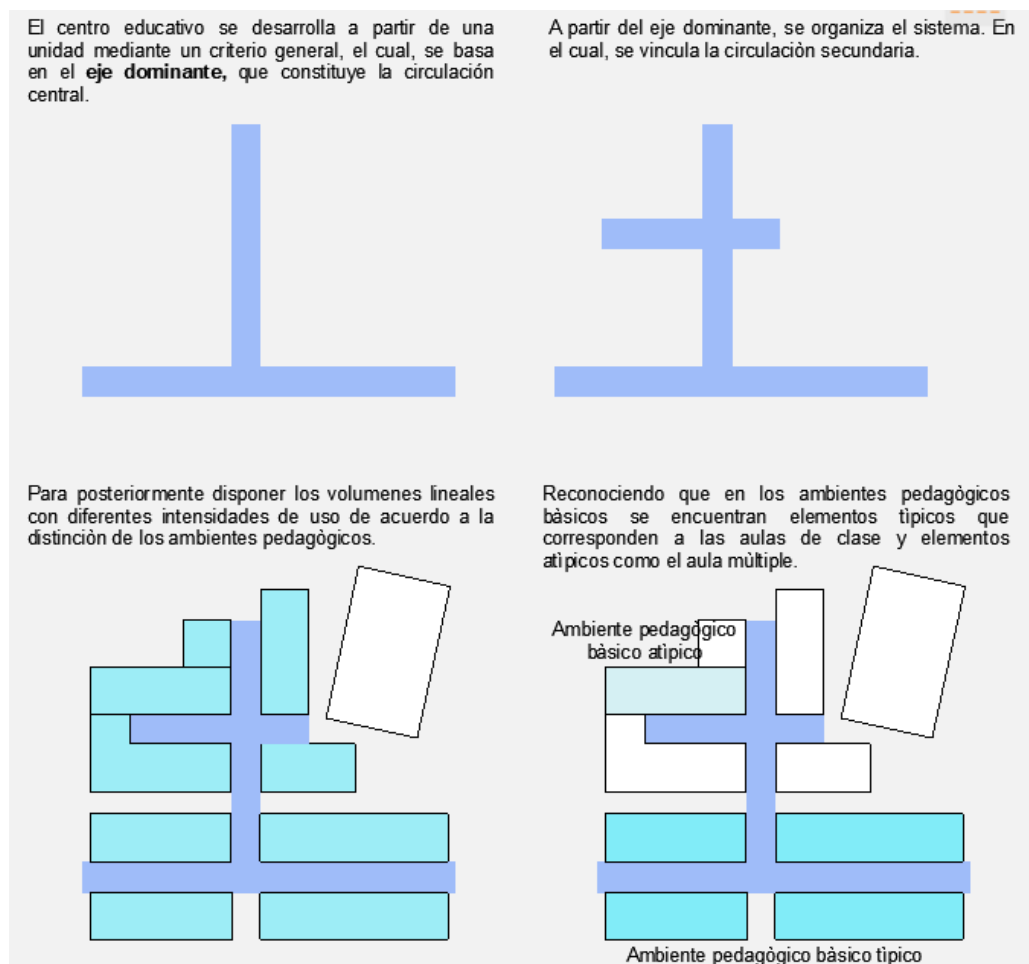 El centro educativo se desarrolla a partir de una
unidad mediante un criterio general, el cual, se basa
en el eje dominante, que constituye la circulación
central.
A partir del eje dominante, se organiza el sistema. En
el cual, se vincula la circulaciòn secundaria.
Para posteriormente disponer los volumenes lineales
con diferentes intensidades de uso de acuerdo a la
distinciòn de los ambientes pedagògicos.
Reconociendo que en los ambientes pedagògicos
bàsicos se encuentran elementos tìpicos que
corresponden a las aulas de clase y elementos
atìpicos como el aula mùltiple.
Ambiente pedagògico
bàsico atìpico
Ambiente pedagògico bàsico tìpico